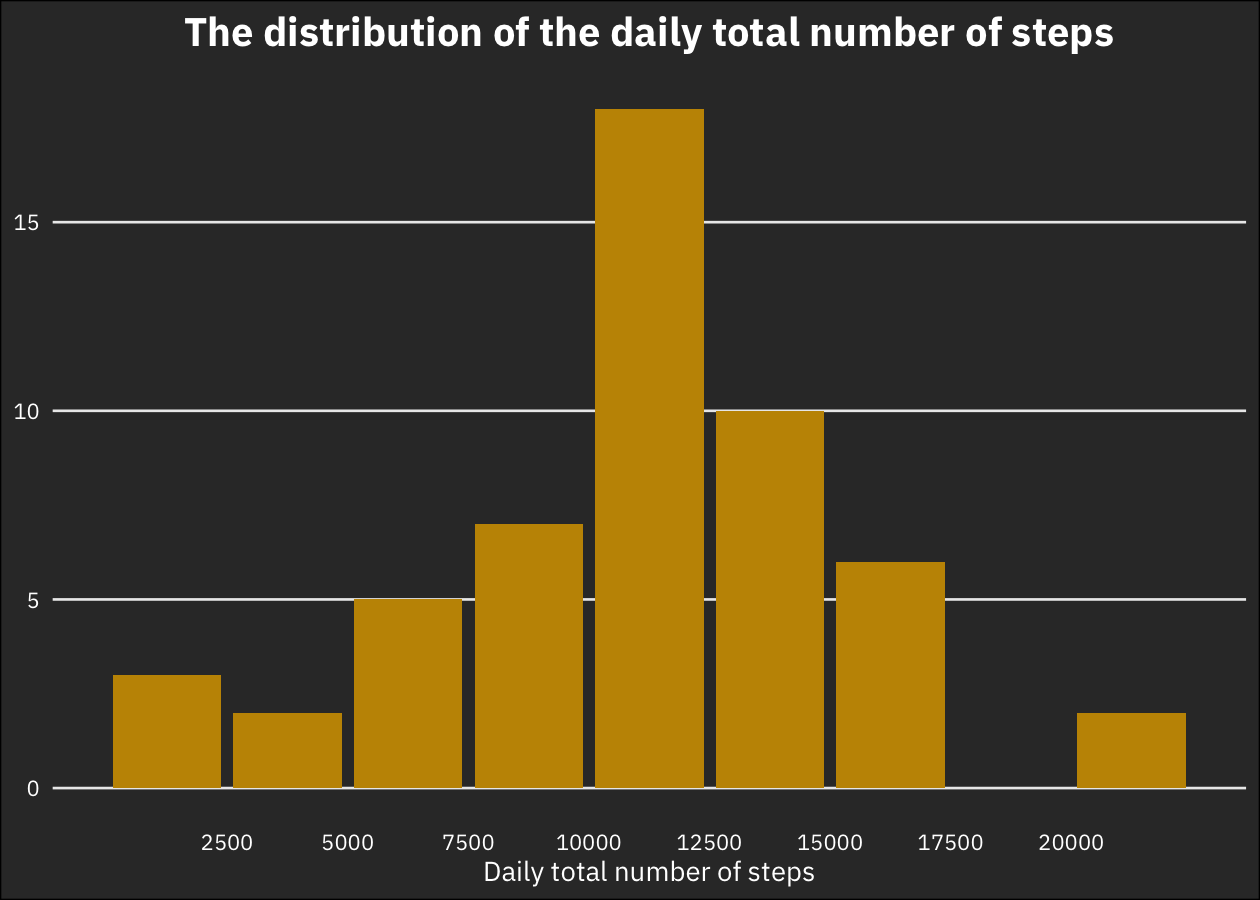 The distribution of the daily total number of steps
15
10
5
0
2500 5000 7500 10000 12500 15000 17500 20000
Daily total number of steps